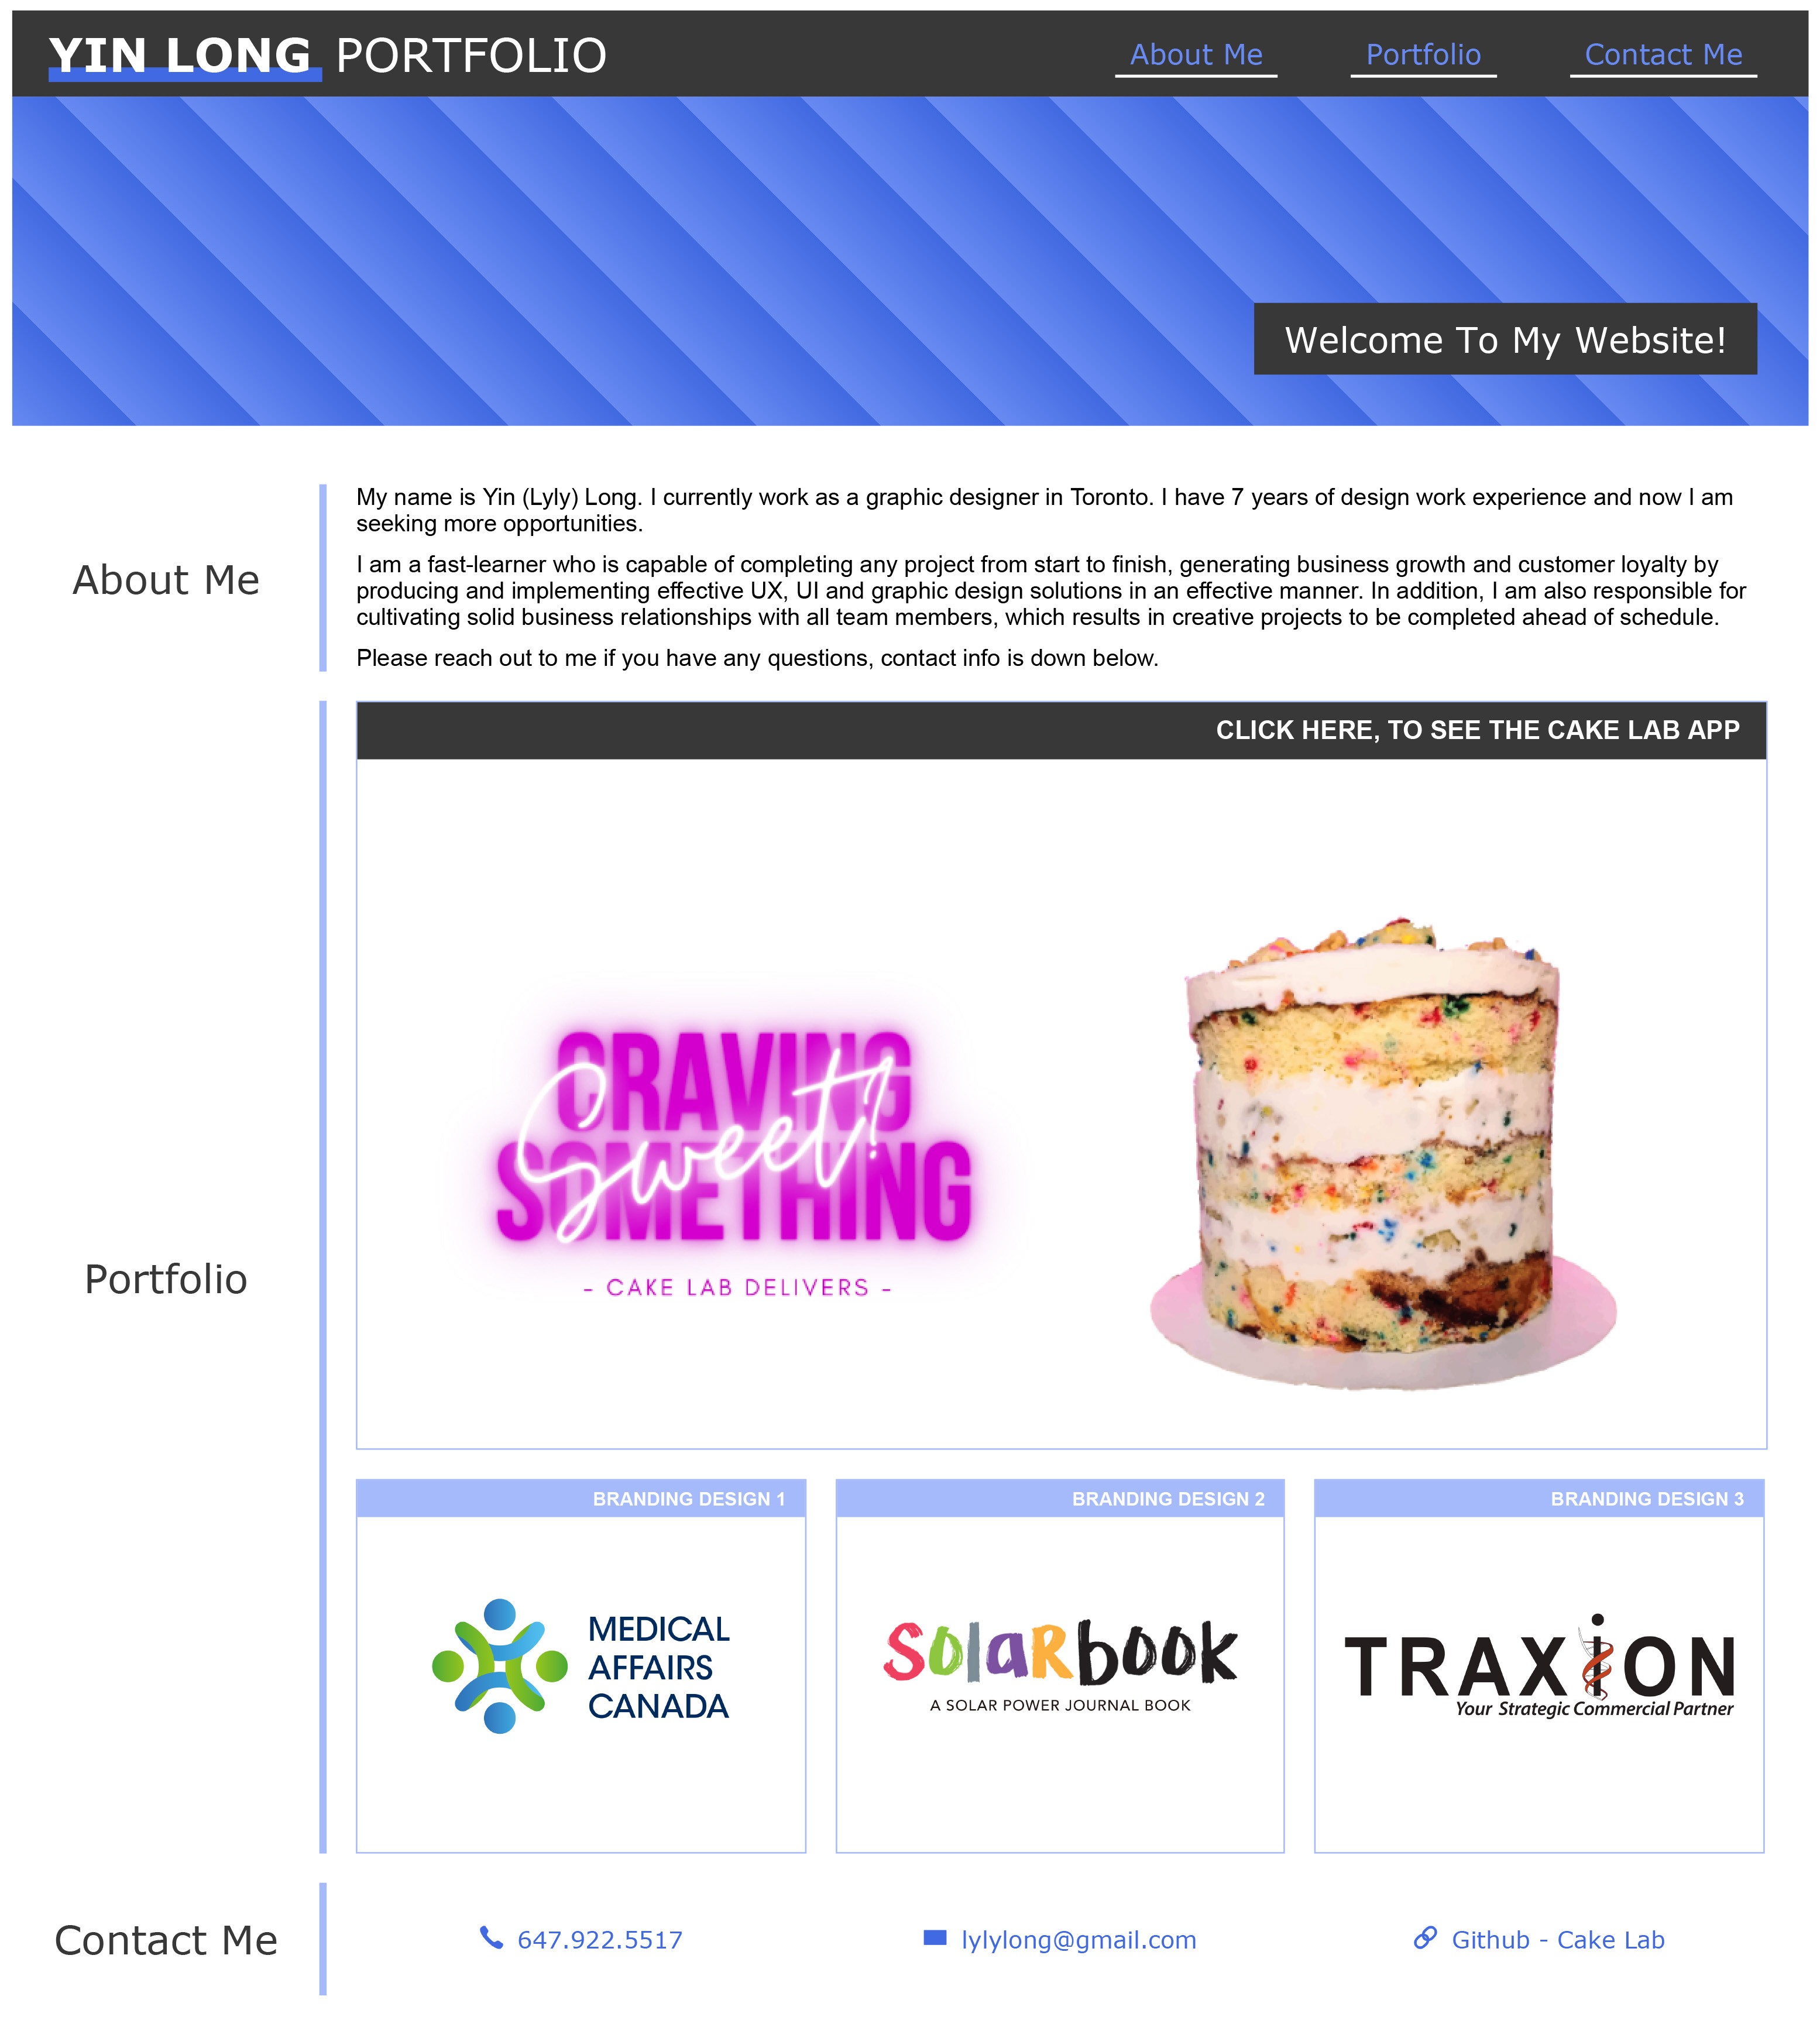 YIN LONG PORTFOLIO
About Me
Portfolio
Contact Me
Welcome To My Website!
About Me
My name is Yin (Lyly) Long. I currently work as a graphic designer in Toronto. I have 7 years of design work experience and now I am
seeking more opportunities.
I am a fast-learner who is capable of completing any project from start to finish, generating business growth and customer loyalty by
producing and implementing effective UX, UI and graphic design solutions in an effective manner. In addition, I am also responsible for
cultivating solid business relationships with all team members, which results in creative projects to be completed ahead of schedule.
Please reach out to me if you have any questions, contact info is down below.
Portfolio
CLICK HERE, TO SEE THE CAKE LAB APP
CRAVING
SOMETHING
Sweet?
- CAKE LAB DELIVERS -
BRANDING DESIGN 1
MEDICAL
AFFAIRS
CANADA
BRANDING DESIGN 2
SOlaRbook
A SOLAR POWER JOURNAL BOOK
BRANDING DESIGN 3
TRAXiON
Your Strategic Commercial Partner
Contact Me
647.922.5517
lylylong@gmail.com
Github - Cake Lab